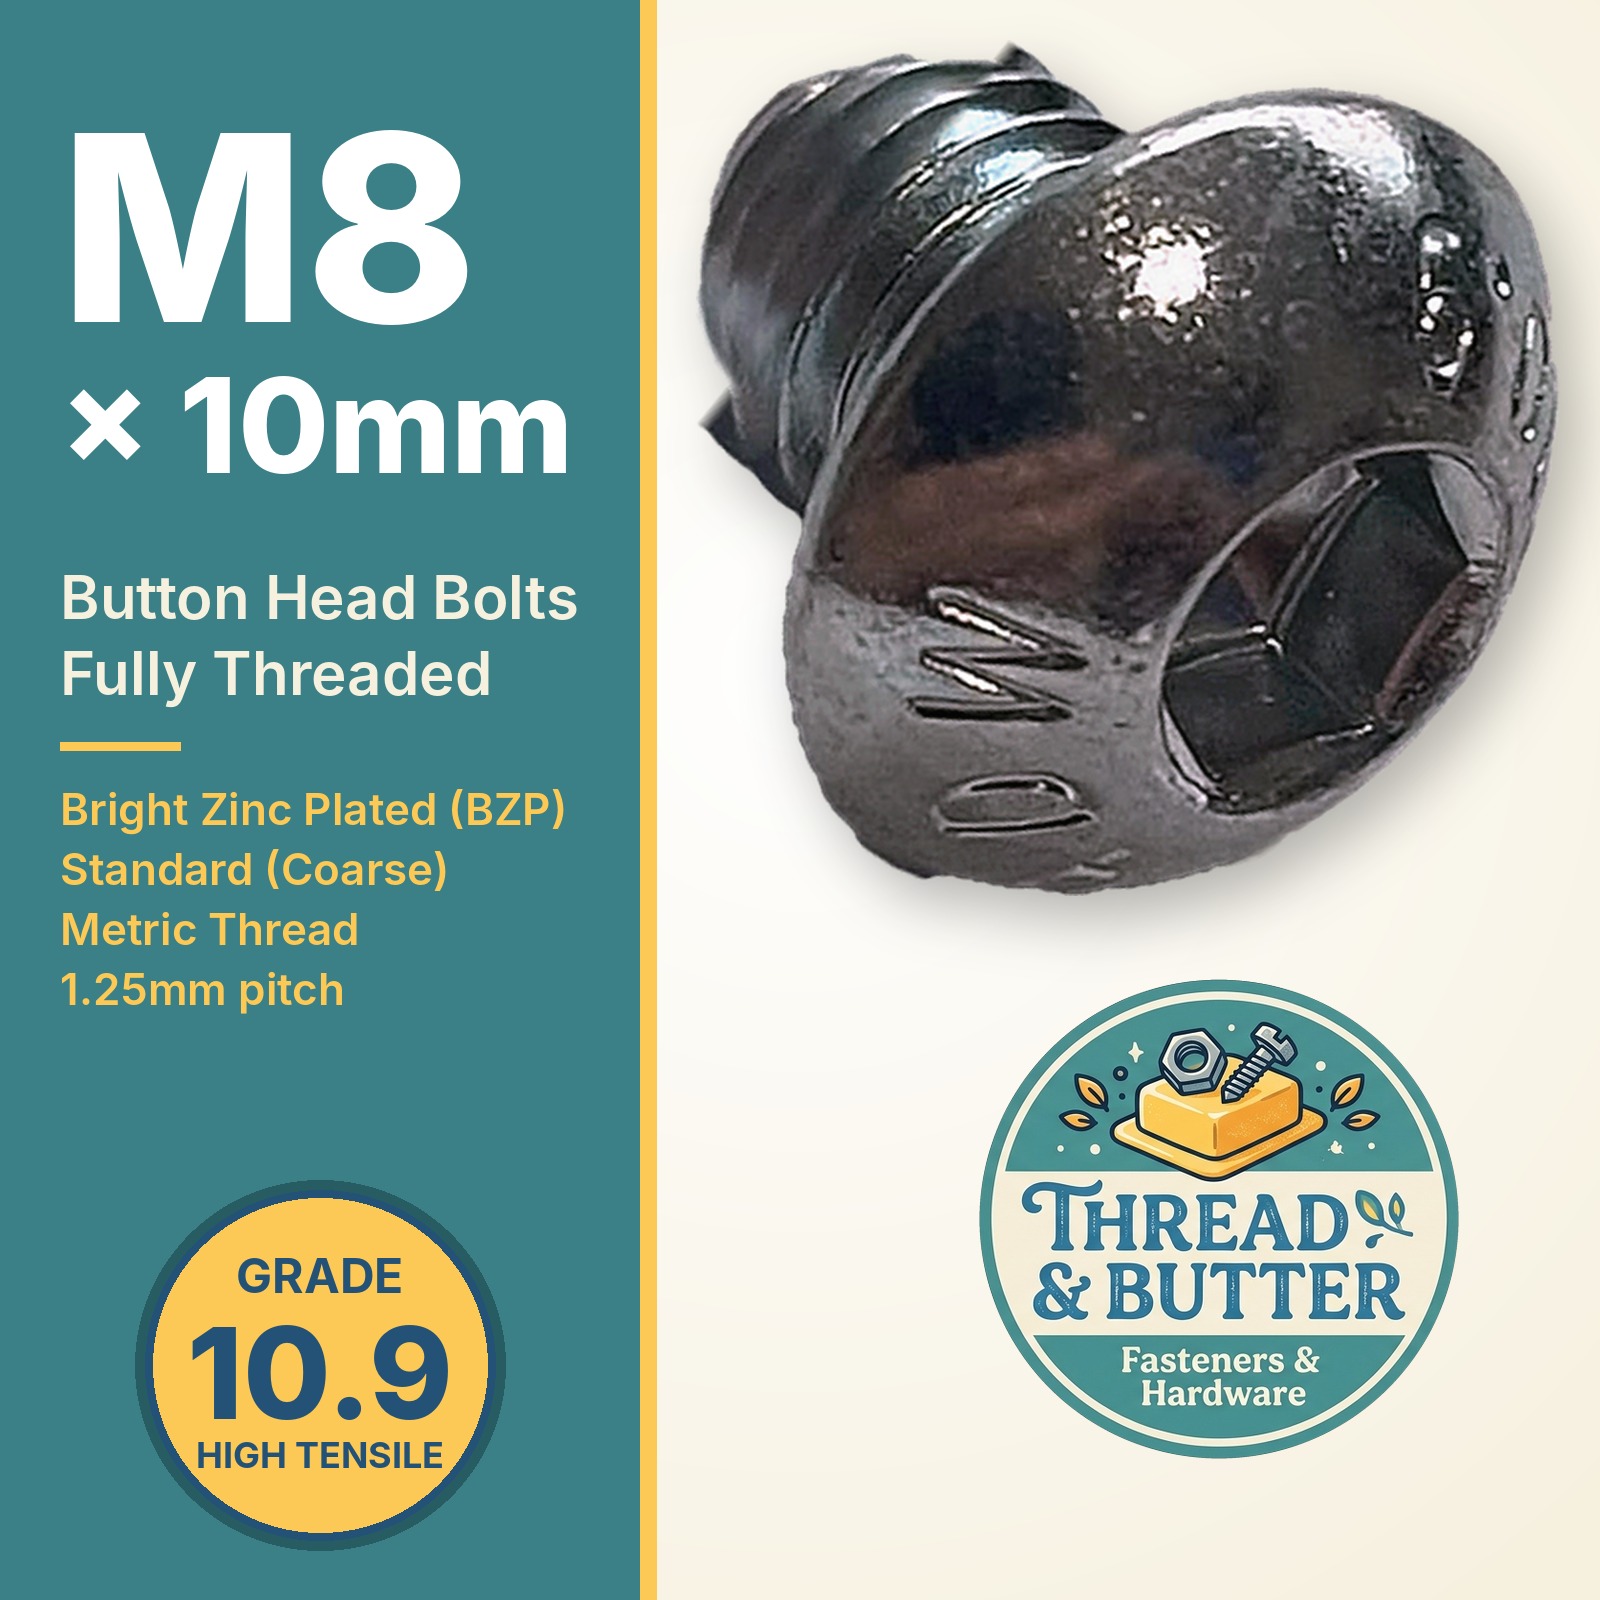 M8
× 10mm
Button Head Bolts
Fully Threaded
Bright Zinc Plated (BZP)
Standard (Coarse)
Metric Thread
1.25mm pitch
GRADE
10.9
HIGH TENSILE
THREAD
& BUTTER
Fasteners &
Hardware